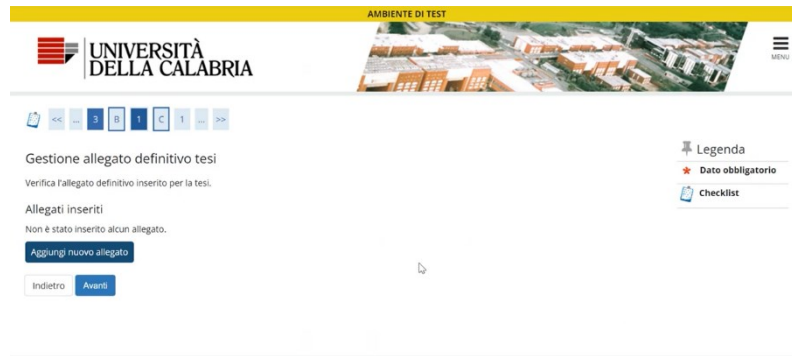 AMBIENTE DI TEST
UNIVERSITÀ
DELLA CALABRIA
MENU
<< ... 3 B 1 C 1 ... >>
Gestione allegato definitivo tesi
Verifica l'allegato definitivo inserito per la tesi.
Allegati inseriti
Non è stato inserito alcun allegato.
Aggiungi nuovo allegato
Indietro Avanti
Legenda
* Dato obbligatorio
Checklist